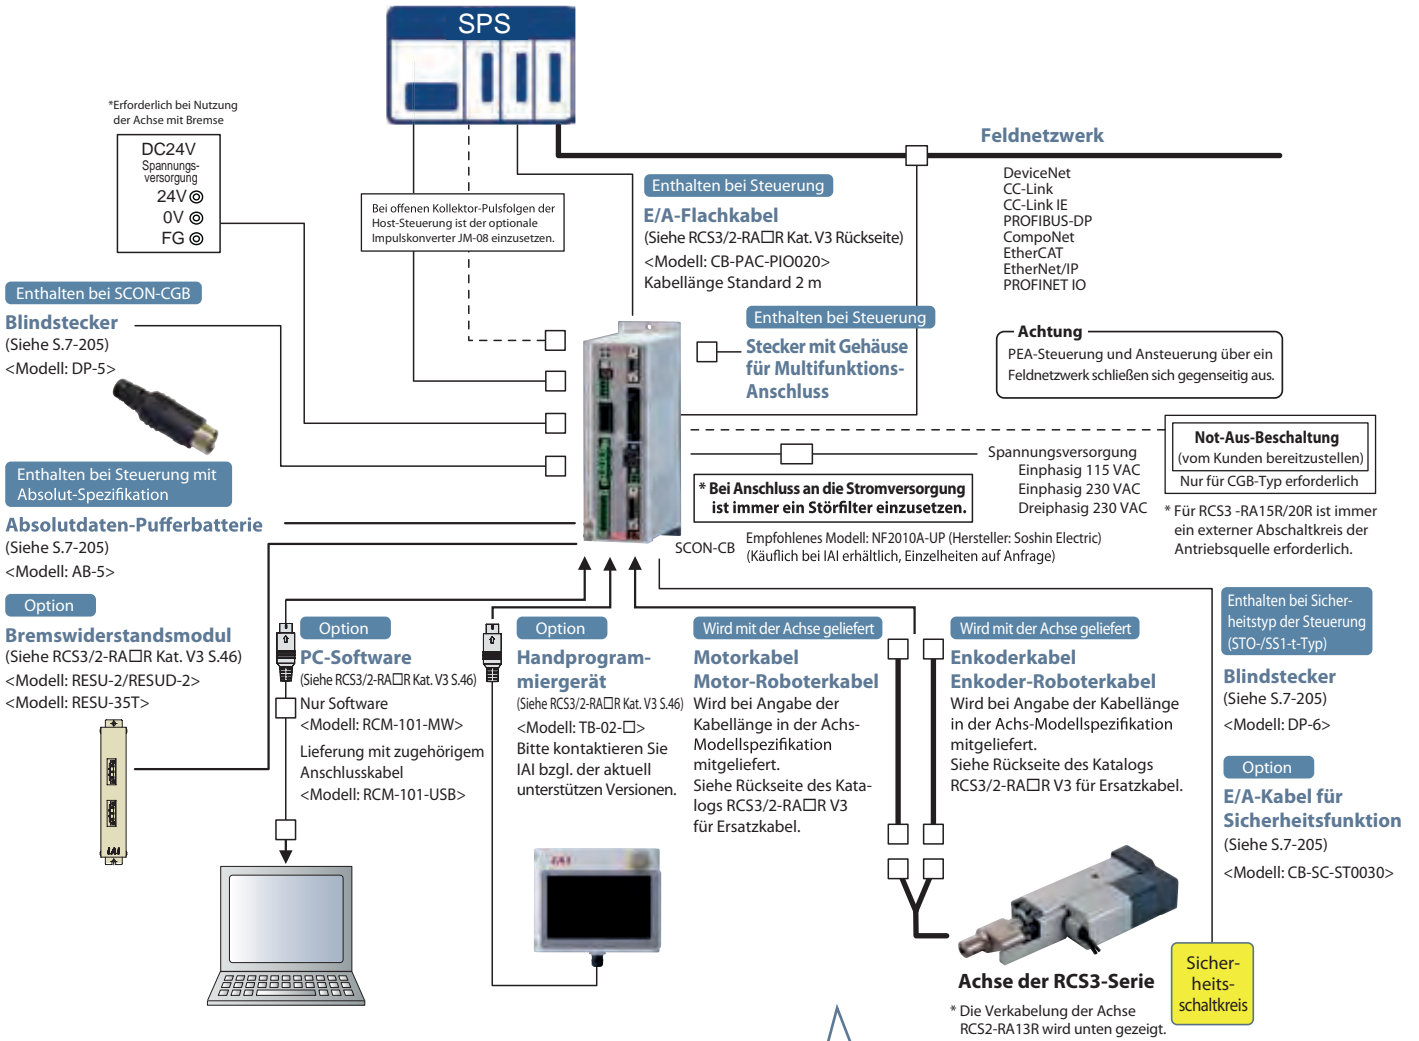 SPS
*Erforderlich bei Nutzung
der Achse mit Bremse
DC24V
Spannungs-
versorgung
24V
0V
FG
Bei offenen Kollektor-Pulsfolgen der
Host-Steuerung ist der optionale
Impulskonverter JM-08 einzusetzen.
Enthalten bei Steuerung
E/A-Flachkabel
(Siehe RCS3/2-RA□R Kat. V3 Rückseite)
<Modell: CB-PAC-PIO020>
Kabellänge Standard 2 m
Feldnetzwerk
DeviceNet
CC-Link
CC-Link IE
PROFIBUS-DP
CompoNet
EtherCAT
EtherNet/IP
PROFINET IO
Enthalten bei SCON-CGB
Blindstecker
(Siehe S.7-205)
<Modell: DP-5>
Enthalten bei Steuerung
Stecker mit Gehäuse
für Multifunktions-
Anschluss
Achtung
PEA-Steuerung und Ansteuerung über ein
Feldnetzwerk schließen sich gegenseitig aus.
Enthalten bei Steuerung mit
Absolut-Spezifikation
Absolutdaten-Pufferbatterie
(Siehe S.7-205)
<Modell: AB-5>
Spannungsversorgung
Einphasig 115 VAC
Einphasig 230 VAC
Dreiphasig 230 VAC
* Bei Anschluss an die Stromversorgung
ist immer ein Störfilter einzusetzen.
Not-Aus-Beschaltung
(vom Kunden bereitzustellen)
Nur für CGB-Typ erforderlich
* Für RCS3 -RA15R/20R ist immer
ein externer Abschaltkreis der
Antriebsquelle erforderlich.
SCON-CB
Empfohlenes Modell: NF2010A-UP (Hersteller: Soshin Electric)
(Käuflich bei IAI erhältlich, Einzelheiten auf Anfrage)
Option
Bremswiderstandsmodul
(Siehe RCS3/2-RA□R Kat. V3 S.46)
<Modell: RESU-2/RESUD-2>
<Modell: RESU-35T>
IAI
Option
PC-Software
(Siehe RCS3/2-RA□R Kat. V3 S.46)
Nur Software
<Modell: RCM-101-MW>
Lieferung mit zugehörigem
Anschlusskabel
<Modell: RCM-101-USB>
Option
Handprogram-
miergerät
(Siehe RCS3/2-RA□R Kat. V3 S.46)
<Modell: TB-02-□>
Bitte kontaktieren Sie
IAI bzgl. der aktuell
unterstützen Versionen.
IAI
Wird mit der Achse geliefert
Motorkabel
Motor-Roboterkabel
Wird bei Angabe der
Kabellänge in der Achs-
Modellspezifikation
mitgeliefert.
Siehe Rückseite des Kata-
logs RCS3/2-RA□R V3
für Ersatzkabel.
Wird mit der Achse geliefert
Enkoderkabel
Enkoder-Roboterkabel
Wird bei Angabe der Kabellänge
in der Achs-Modellspezifikation
mitgeliefert.
Siehe Rückseite des Katalogs
RCS3/2-RA□R V3 für Ersatzkabel.
Enthalten bei Sicher-
heitstyp der Steuerung
(STO-/SS1-t-Typ)
Blindstecker
(Siehe S.7-205)
<Modell: DP-6>
Option
E/A-Kabel für
Sicherheitsfunktion
(Siehe S.7-205)
<Modell: CB-SC-ST0030>
Achse der RCS3-Serie
* Die Verkabelung der Achse
RCS2-RA13R wird unten gezeigt.
Sicher-
heits-
schaltkreis